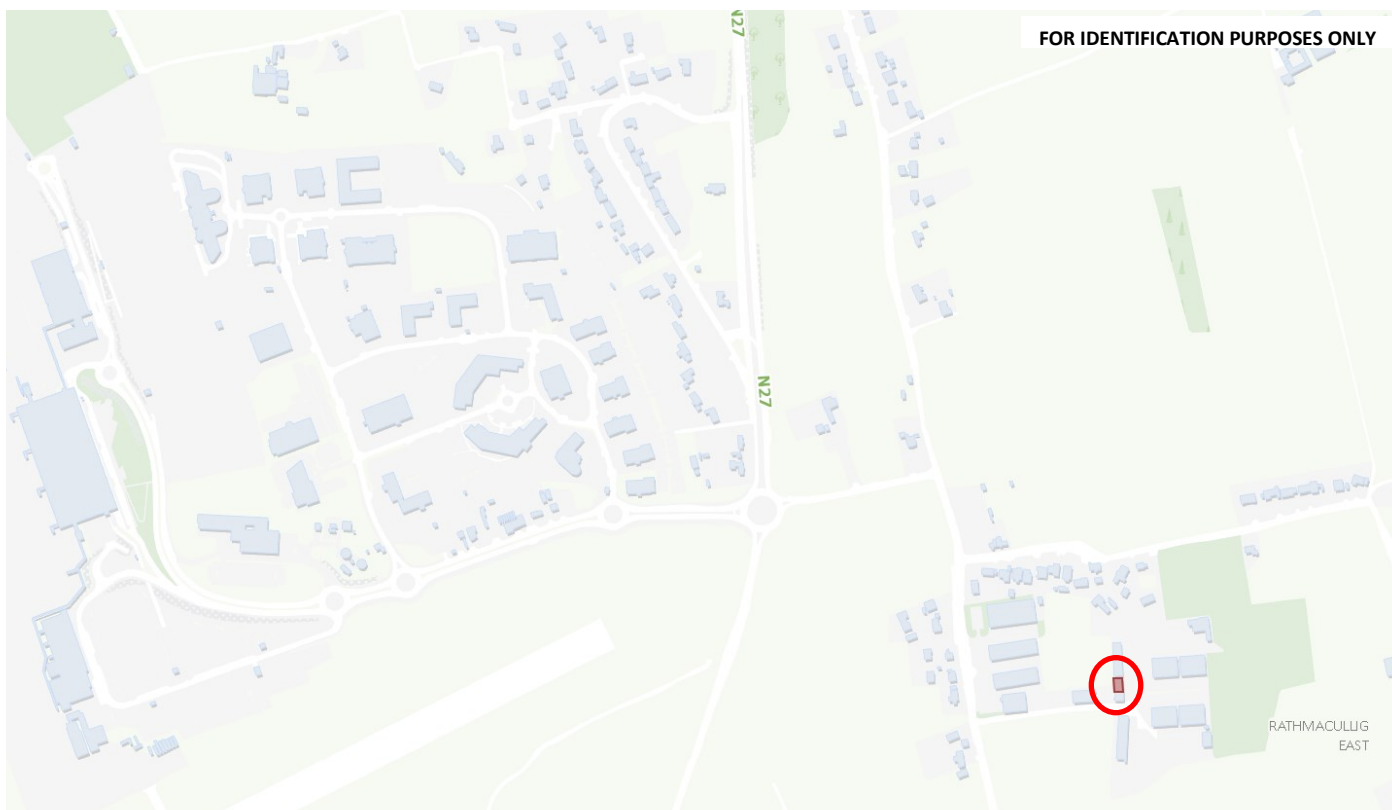 N27
FOR IDENTIFICATION PURPOSES ONLY
N27
RATHMACULLIG
EAST